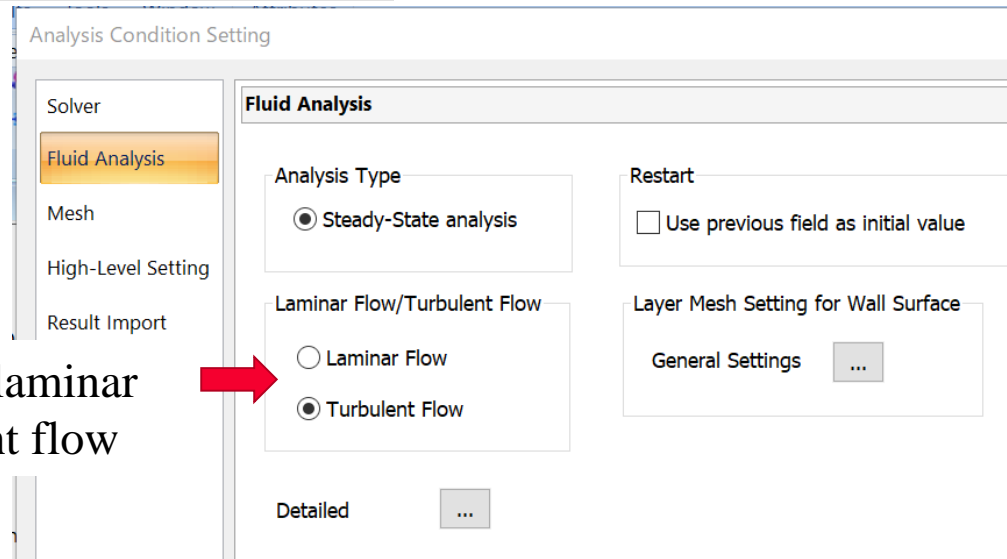 Analysis Condition Setting
Solver
Fluid Analysis
Mesh
High-Level Setting
Result Import
Fluid Analysis
Analysis Type
Steady-State analysis
Restart
Use previous field as initial value
Laminar Flow/Turbulent Flow
Laminar Flow
Turbulent Flow
Layer Mesh Setting for Wall Surface
General Settings ...
Detailed ...
laminar
flow